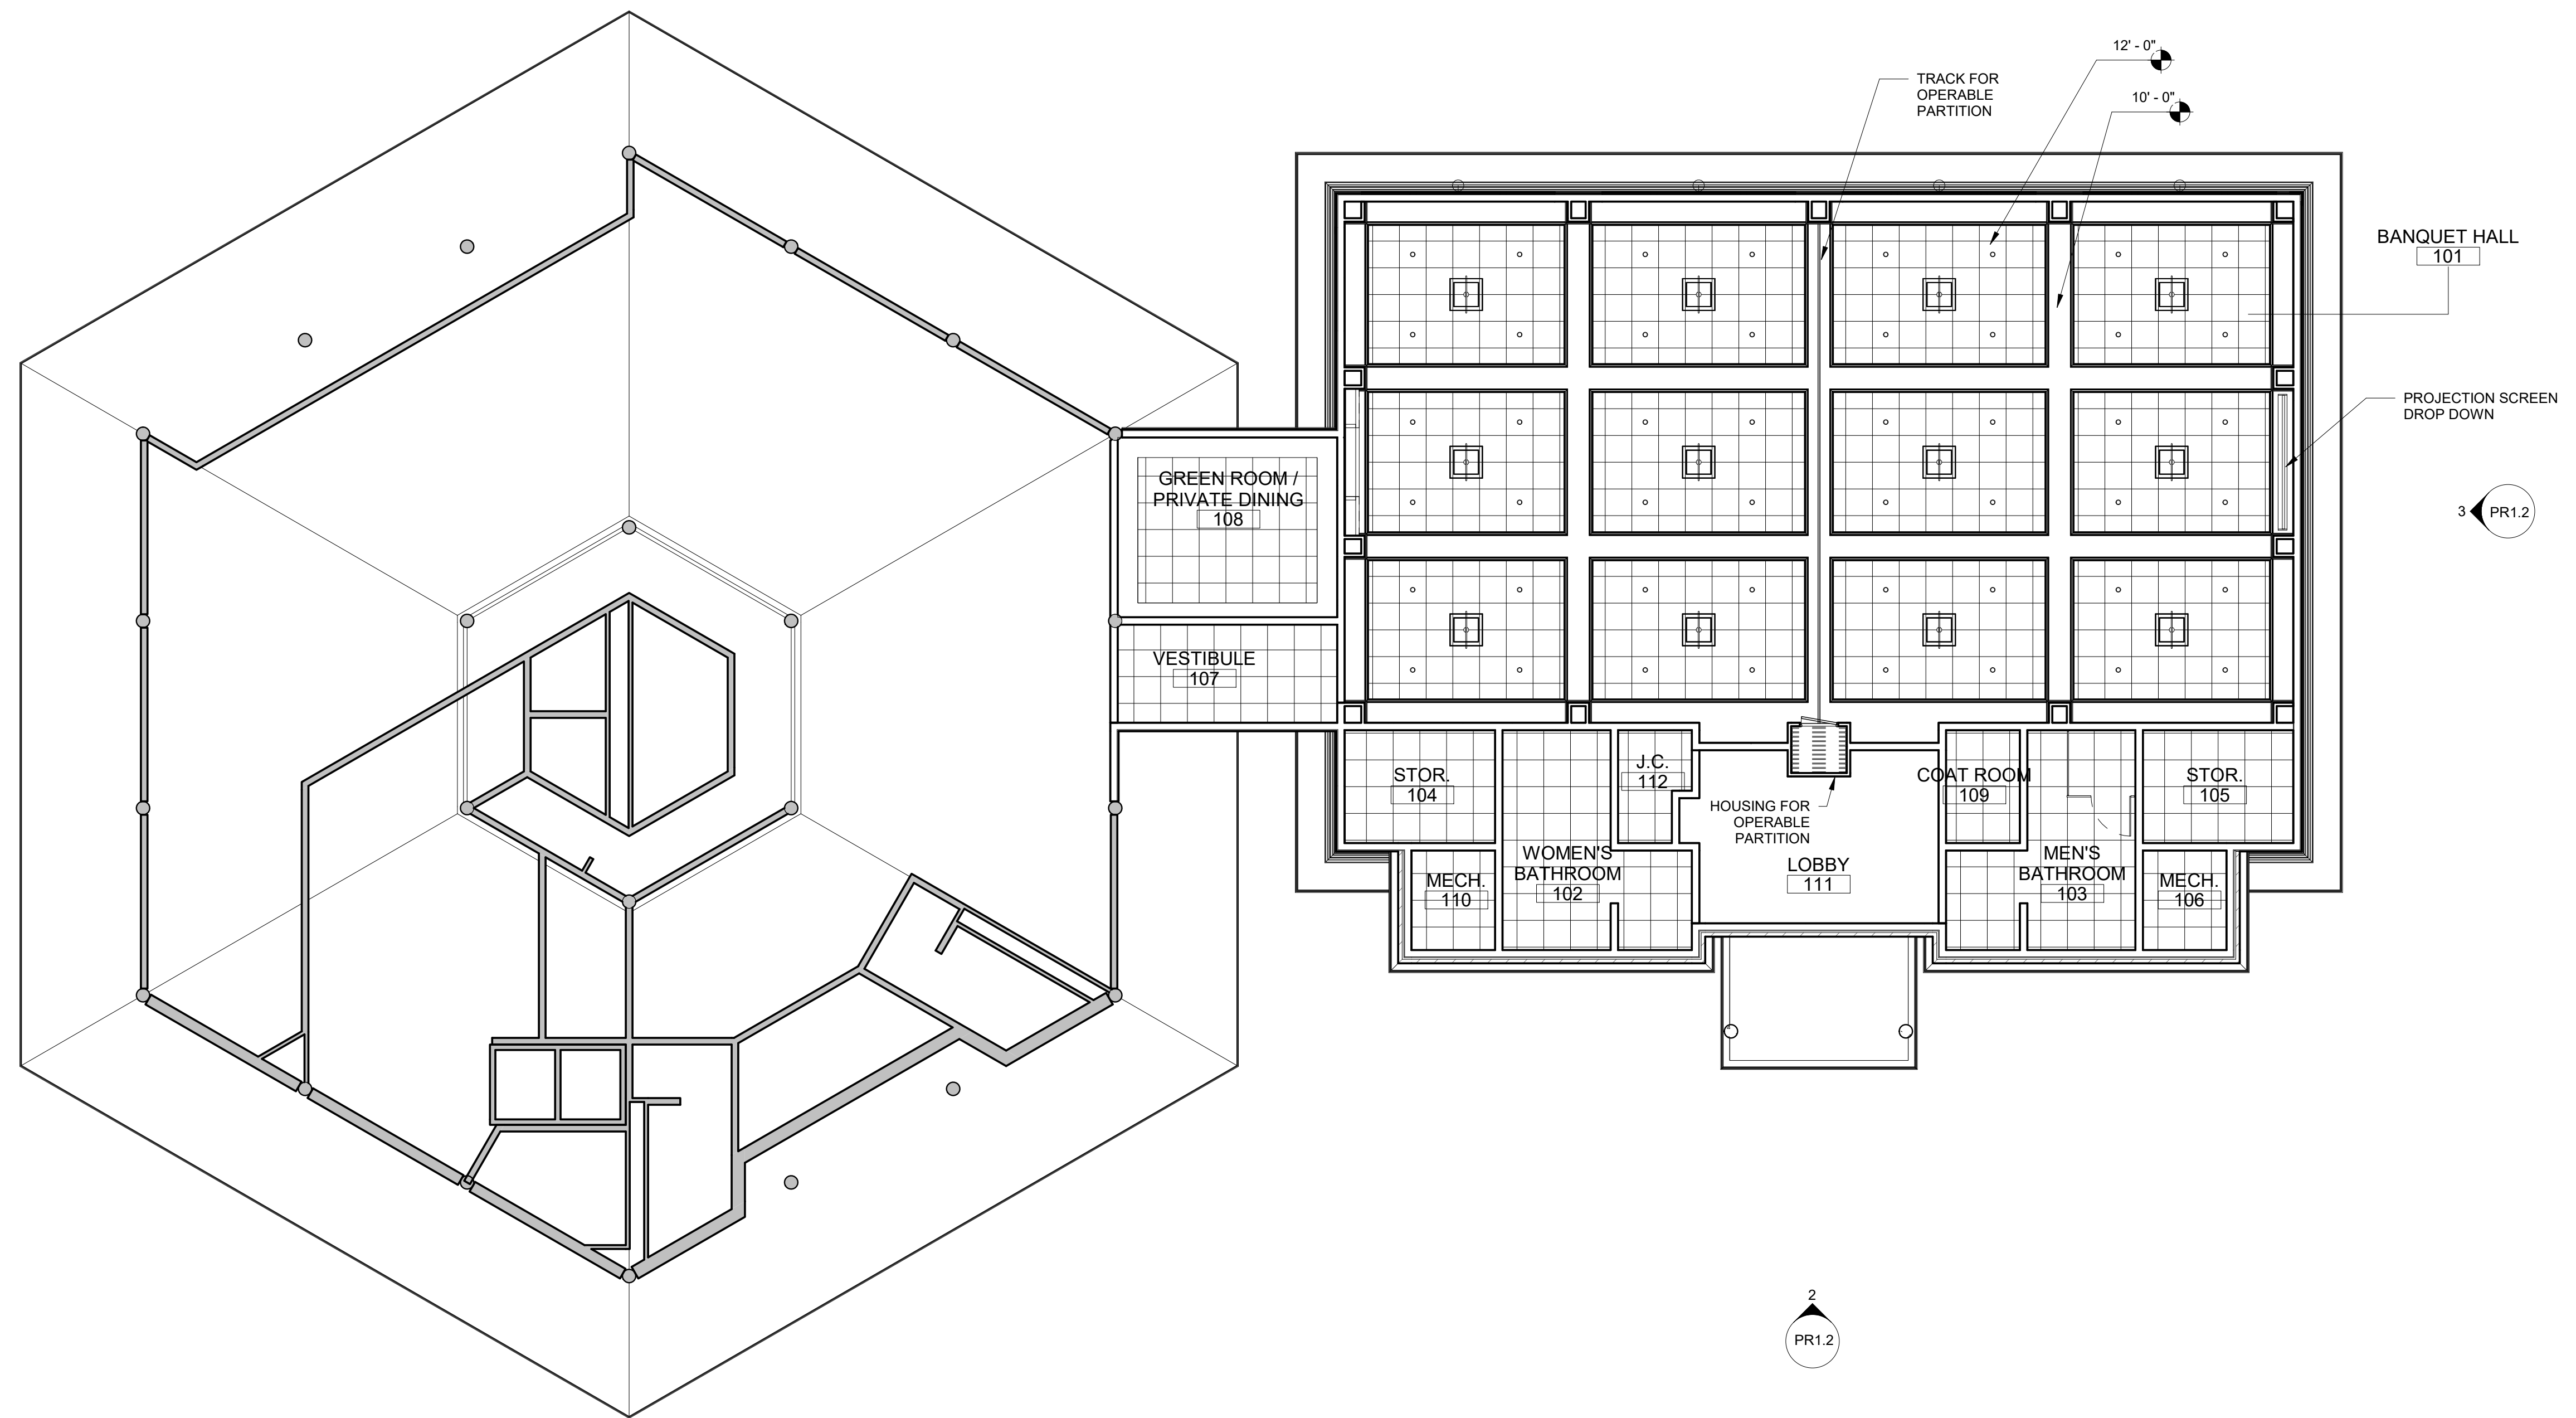 12' - 0"
TRACK FOR
OPERABLE
PARTITION
10' - 0"
BANQUET HALL
101
PROJECTION SCREEN
DROP DOWN
GREEN ROOM /
PRIVATE DINING
108
3
PR1.2
VESTIBULE
107
STOR.
104
J.C.
112
COAT ROOM
109
STOR.
105
HOUSING FOR
OPERABLE
PARTITION
MECH.
110
WOMEN'S
BATHROOM
102
LOBBY
111
MEN'S
BATHROOM
103
MECH.
106
2
PR1.2